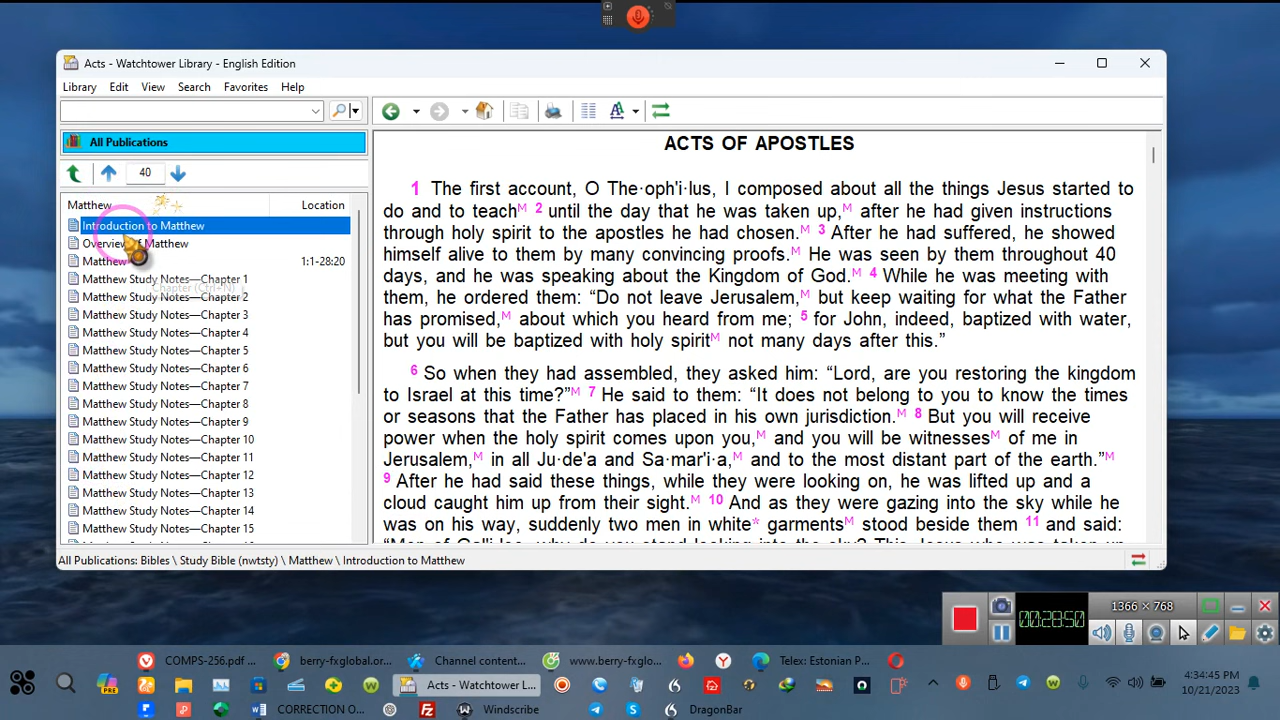 Acts - Watchtower Library - English Edition
Library Edit View Search Favorites Help
All Publications
40
Matthew Location
Introduction to Matthew
Overview of Matthew
Matthew 1:1-28:20
Matthew Study Notes—Chapter 1
Chapter (Ctrl+N)
Matthew Study Notes—Chapter 2
Matthew Study Notes—Chapter 3
Matthew Study Notes—Chapter 4
Matthew Study Notes—Chapter 5
Matthew Study Notes—Chapter 6
Matthew Study Notes—Chapter 7
Matthew Study Notes—Chapter 8
Matthew Study Notes—Chapter 9
Matthew Study Notes—Chapter 10
Matthew Study Notes—Chapter 11
Matthew Study Notes—Chapter 12
Matthew Study Notes—Chapter 13
Matthew Study Notes—Chapter 14
Matthew Study Notes—Chapter 15
ACTS OF APOSTLES
1 The first account, O The·oph'i·lus, I composed about all the things Jesus started to
do and to teachM 2 until the day that he was taken up,M after he had given instructions
through holy spirit to the apostles he had chosen.M 3 After he had suffered, he showed
himself alive to them by many convincing proofs.M He was seen by them throughout 40
days, and he was speaking about the Kingdom of God.M 4 While he was meeting with
them, he ordered them: “Do not leave Jerusalem,M but keep waiting for what the Father
has promised,M about which you heard from me; 5 for John, indeed, baptized with water,
but you will be baptized with holy spiritM not many days after this.”
6 So when they had assembled, they asked him: “Lord, are you restoring the kingdom
to Israel at this time?”M 7 He said to them: “It does not belong to you to know the times
or seasons that the Father has placed in his own jurisdiction.M 8 But you will receive
power when the holy spirit comes upon you,M and you will be witnessesM of me in
Jerusalem,M in all Ju·de'a and Sa·mar'i·a,M and to the most distant part of the earth.”M
9 After he had said these things, while they were looking on, he was lifted up and a
cloud caught him up from their sight.M 10 And as they were gazing into the sky while he
was on his way, suddenly two men in white* garmentsM stood beside them 11 and said:
All Publications: Bibles \ Study Bible (nwtsty) \ Matthew \ Introduction to Matthew
1366 × 768
00:28:50
COMPS-256.pdf ... berry-fxglobal.or... Channel content... www.berry-fxglo... Telex: Estonian P...
PRE Acts - Watchtower L... 4:34:45 PM
CORRECTION O... Windscribe DragonBar 10/21/2023